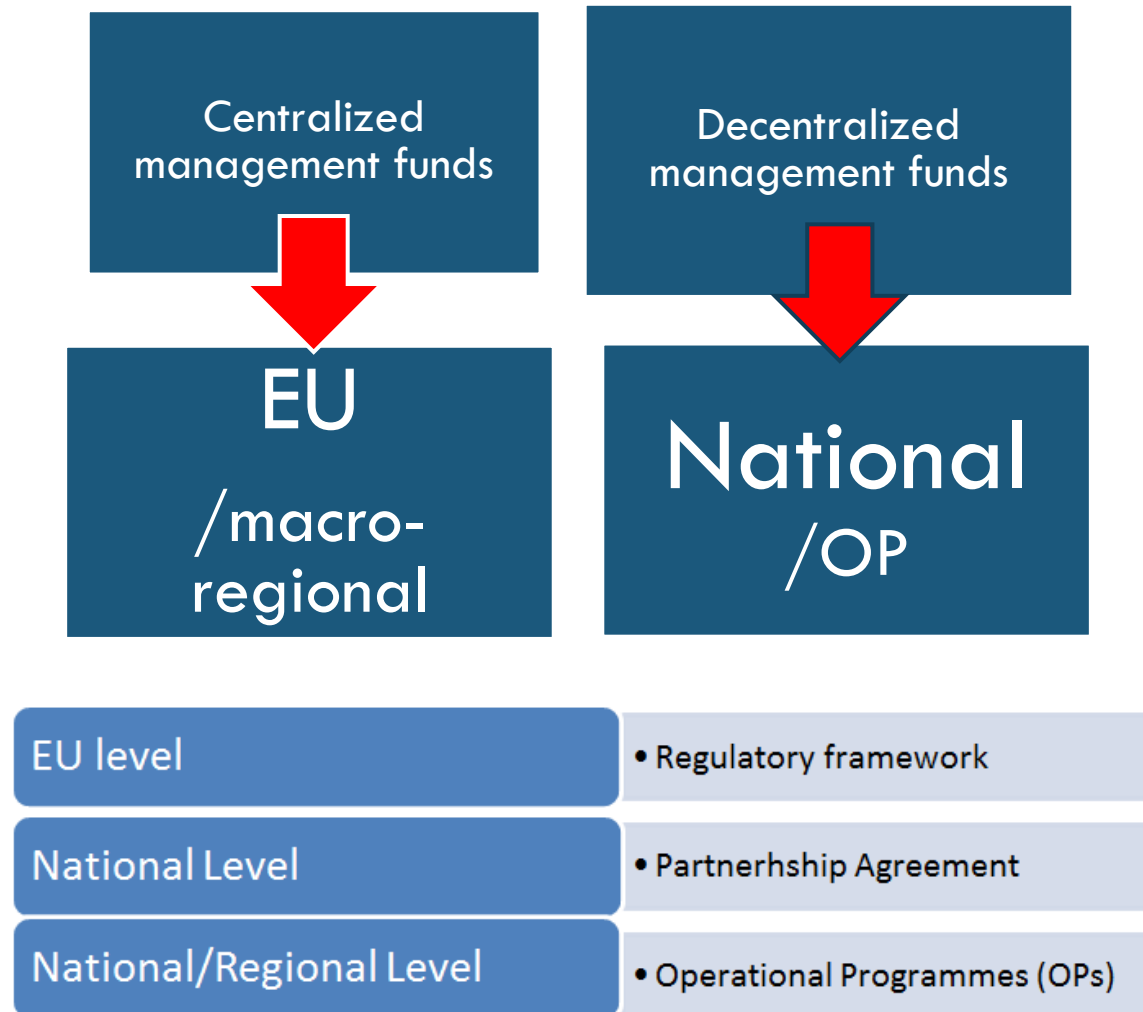 Centralized
management funds
Decentralized
management funds
EU
/macro-
regional
National
/OP
EU level
• Regulatory framework
National Level
• Partnerhship Agreement
National/Regional Level
• Operational Programmes (OPs)